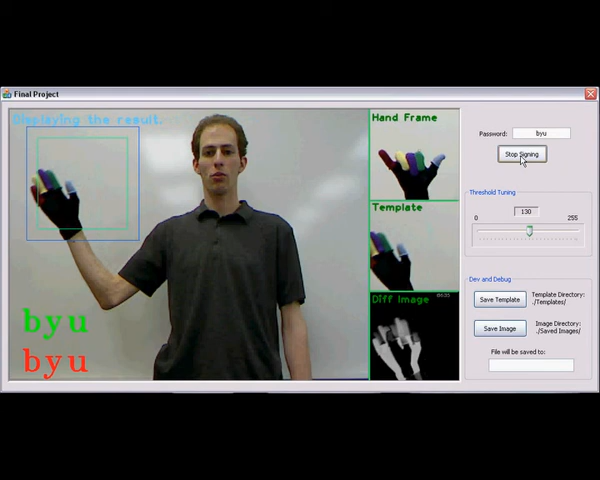 Final Project
Displaying the result.
Hand Frame
Template
Diff Image
byu
byu
Password:
byu
Stop Signing
Threshold Tuning
130
0
255
Dev and Debug
Save Template
Template Directory:
./Templates/
Save Image
Image Directory:
./Saved Images/
File will be saved to: